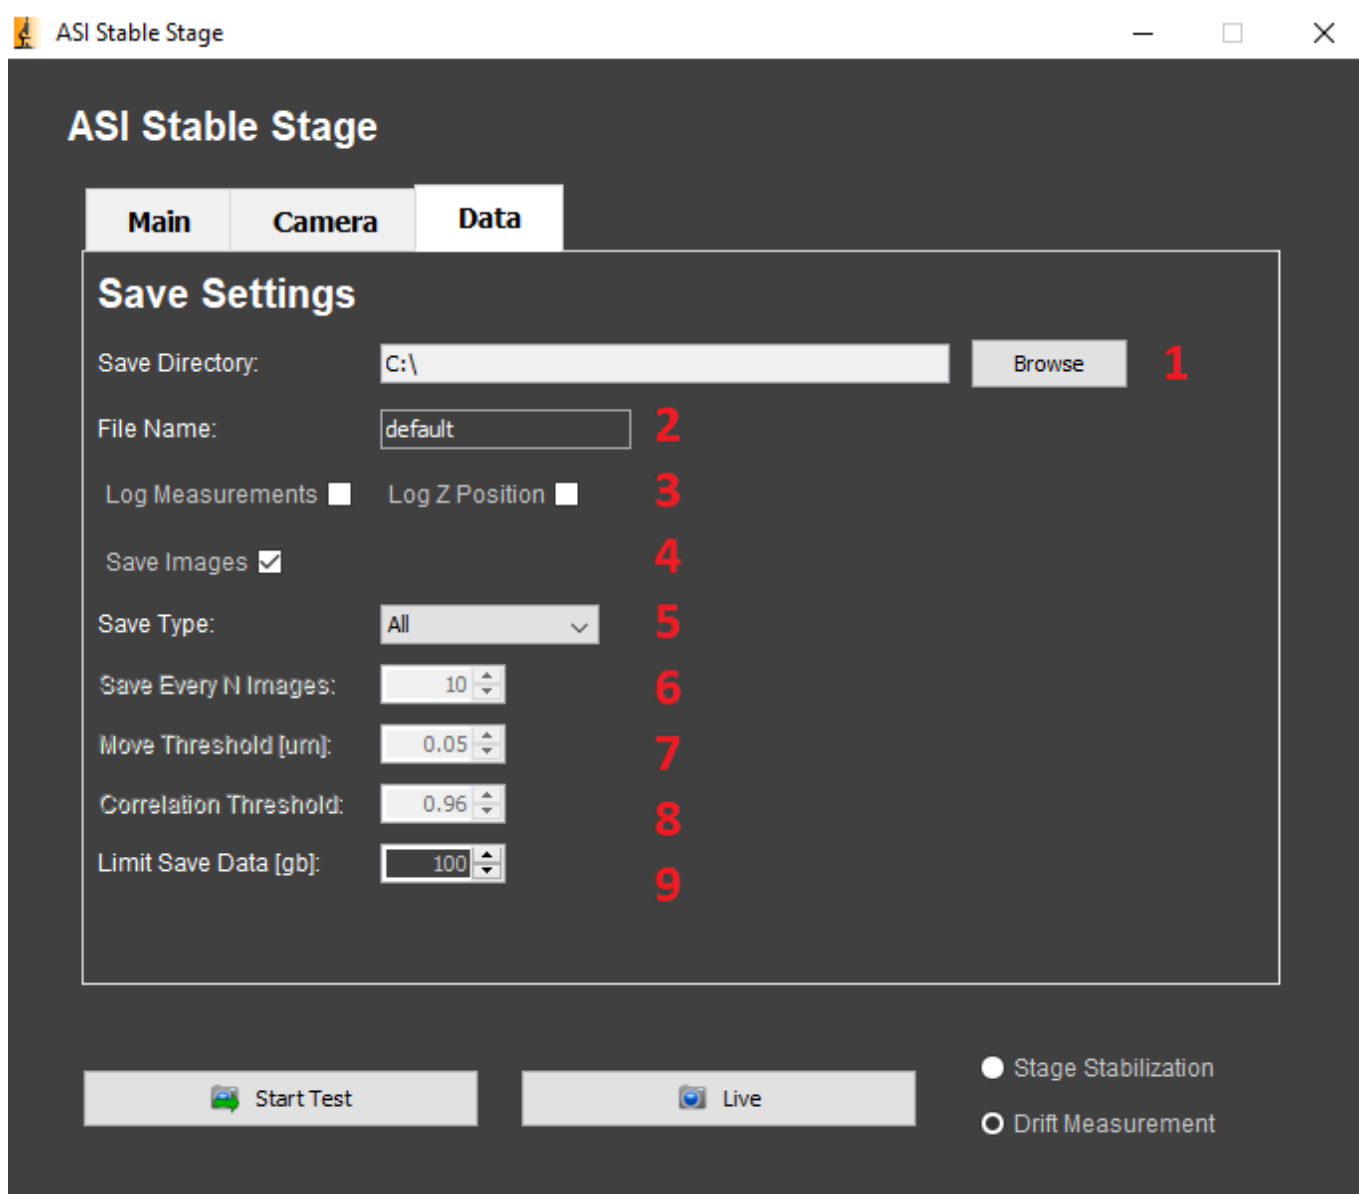 ASI Stable Stage
ASI Stable Stage
Main Camera Data
Save Settings
Save Directory: C:\ Browse 1
File Name: default 2
Log Measurements Log Z Position 3
Save Images 4
Save Type: All 5
Save Every N Images: 10 6
Move Threshold [um]: 0.05 7
Correlation Threshold: 0.96 8
Limit Save Data [gb]: 100 9
Start Test Live Stage Stabilization
Drift Measurement